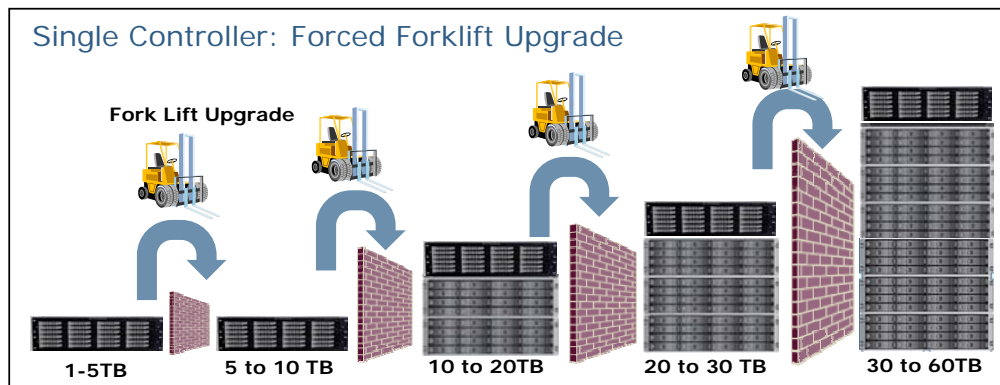 Single Controller: Forced Forklift Upgrade
Fork Lift Upgrade
1-5TB
5 to 10 TB
10 to 20TB
20 to 30 TB
30 to 60TB